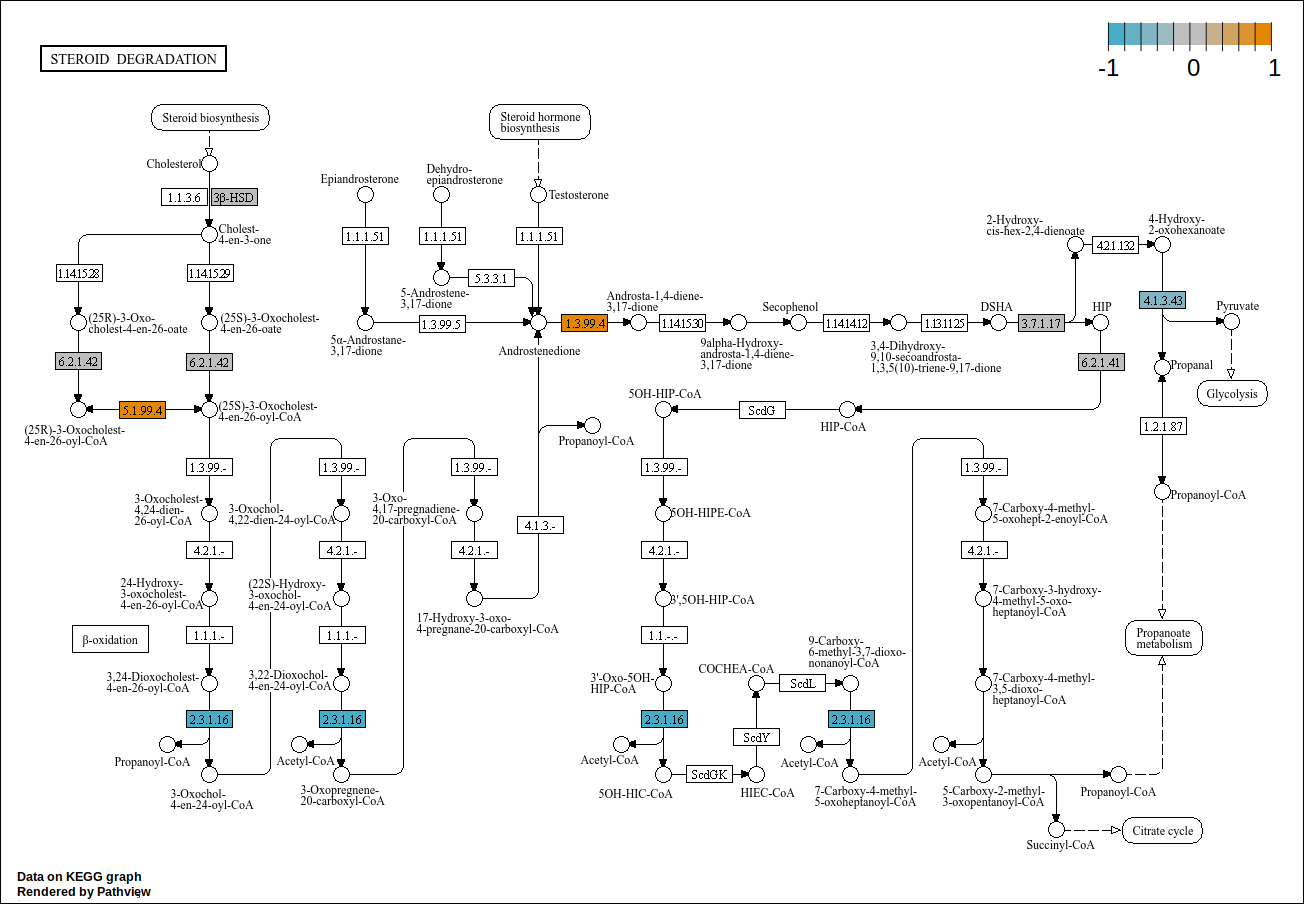 STEROID DEGRADATION
-1
0
1
Steroid biosynthesis
Steroid hormone
biosynthesis
Cholesterol
1.1.3.6
3β-HSD
Cholest-
4-en-3-one
1.14.15.28
1.14.15.29
(25R)-3-Oxo-
cholest-4-en-26-oate
(25S)-3-Oxocholest-
4-en-26-oate
6.2.1.42
6.2.1.42
5.1.99.4
(25R)-3-Oxocholest-
4-en-26-oyl-CoA
(25S)-3-Oxocholest-
4-en-26-oyl-CoA
Epiandrosterone
Dehydro-
epiandrosterone
Testosterone
1.1.1.51
1.1.1.51
1.1.1.51
5.3.3.1
5-Androstene-
3,17-dione
1.3.99.5
5α-Androstane-
3,17-dione
Androstenedione
1.3.99.4
Androsta-1,4-diene-
3,17-dione
1.14.15.30
9alpha-Hydroxy-
androsta-1,4-diene-
3,17-dione
Secophenol
1.14.14.12
3,4-Dihydroxy-
9,10-secoandrosta-
1,3,5(10)-triene-9,17-dione
1.13.11.25
DSHA
3.7.1.17
HIP
2-Hydroxy-
cis-hex-2,4-dienoate
4.2.1.132
4-Hydroxy-
2-oxohexanoate
4.1.3.43
Pyruvate
Glycolysis
Propanal
1.2.1.87
Propanoyl-CoA
6.2.1.41
5OH-HIP-CoA
ScdG
HIP-CoA
Propanoyl-CoA
1.3.99.-
1.3.99.-
1.3.99.-
1.3.99.-
1.3.99.-
3-Oxocholest-
4,24-dien-
26-oyl-CoA
3-Oxochol-
4,22-dien-24-oyl-CoA
3-Oxo-
4,17-pregnadiene-
20-carboxyl-CoA
4.1.3.-
5OH-HIPE-CoA
7-Carboxy-4-methyl-
5-oxohept-2-enoyl-CoA
4.2.1.-
4.2.1.-
4.2.1.-
4.2.1.-
4.2.1.-
24-Hydroxy-
3-oxocholest-
4-en-26-oyl-CoA
(22S)-Hydroxy-
3-oxochol-
4-en-24-oyl-CoA
17-Hydroxy-3-oxo-
4-pregnane-20-carboxyl-CoA
3',5OH-HIP-CoA
7-Carboxy-3-hydroxy-
4-methyl-5-oxo-
heptanoyl-CoA
β-oxidation
1.1.1.-
1.1.1.-
1.1.-.-
Propanoate
metabolism
3,24-Dioxocholest-
4-en-26-oyl-CoA
3,22-Dioxochol-
4-en-24-oyl-CoA
3'-Oxo-5OH-
HIP-CoA
COCHEA-CoA
ScdL
9-Carboxy-
6-methyl-3,7-dioxo-
nonanoyl-CoA
7-Carboxy-4-methyl-
3,5-dioxo-
heptanoyl-CoA
2.3.1.16
2.3.1.16
2.3.1.16
2.3.1.16
ScdY
Propanoyl-CoA
Acetyl-CoA
Acetyl-CoA
Acetyl-CoA
Acetyl-CoA
ScdGK
3-Oxochol-
4-en-24-oyl-CoA
3-Oxopregnene-
20-carboxyl-CoA
5OH-HIC-CoA
HIEC-CoA
7-Carboxy-4-methyl-
5-oxoheptanoyl-CoA
5-Carboxy-2-methyl-
3-oxopentanoyl-CoA
Propanoyl-CoA
Succinyl-CoA
Citrate cycle
Data on KEGG graph
Rendered by Pathview